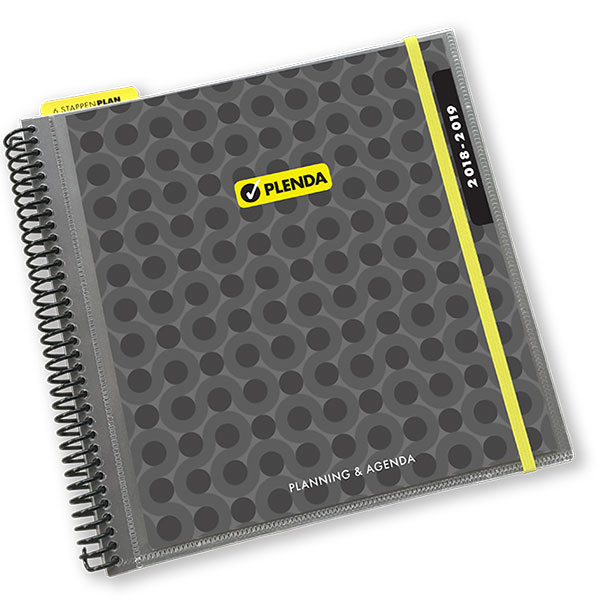 6 STAPPENPLAN
PLENDA
2018-2019
PLANNING & AGENDA